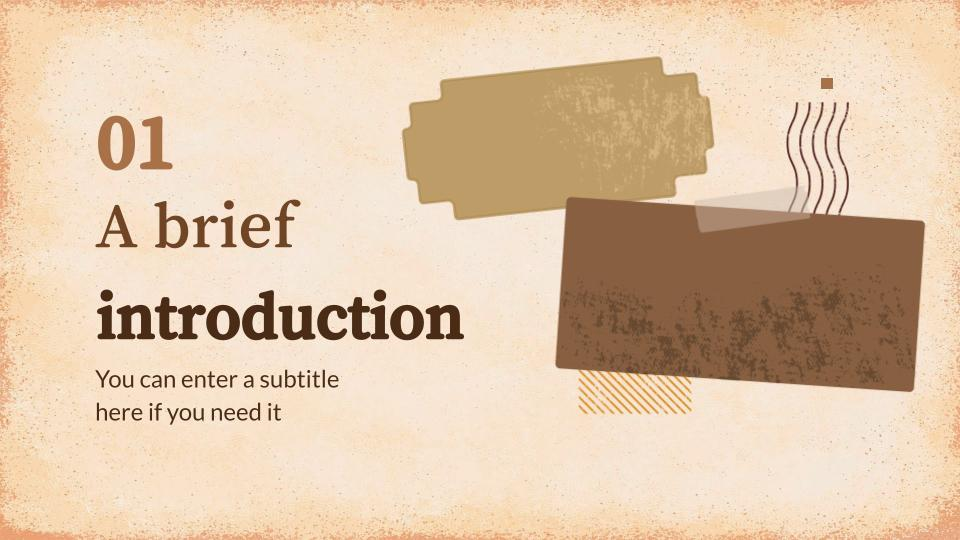 01
A brief
introduction
You can enter a subtitle
here if you need it